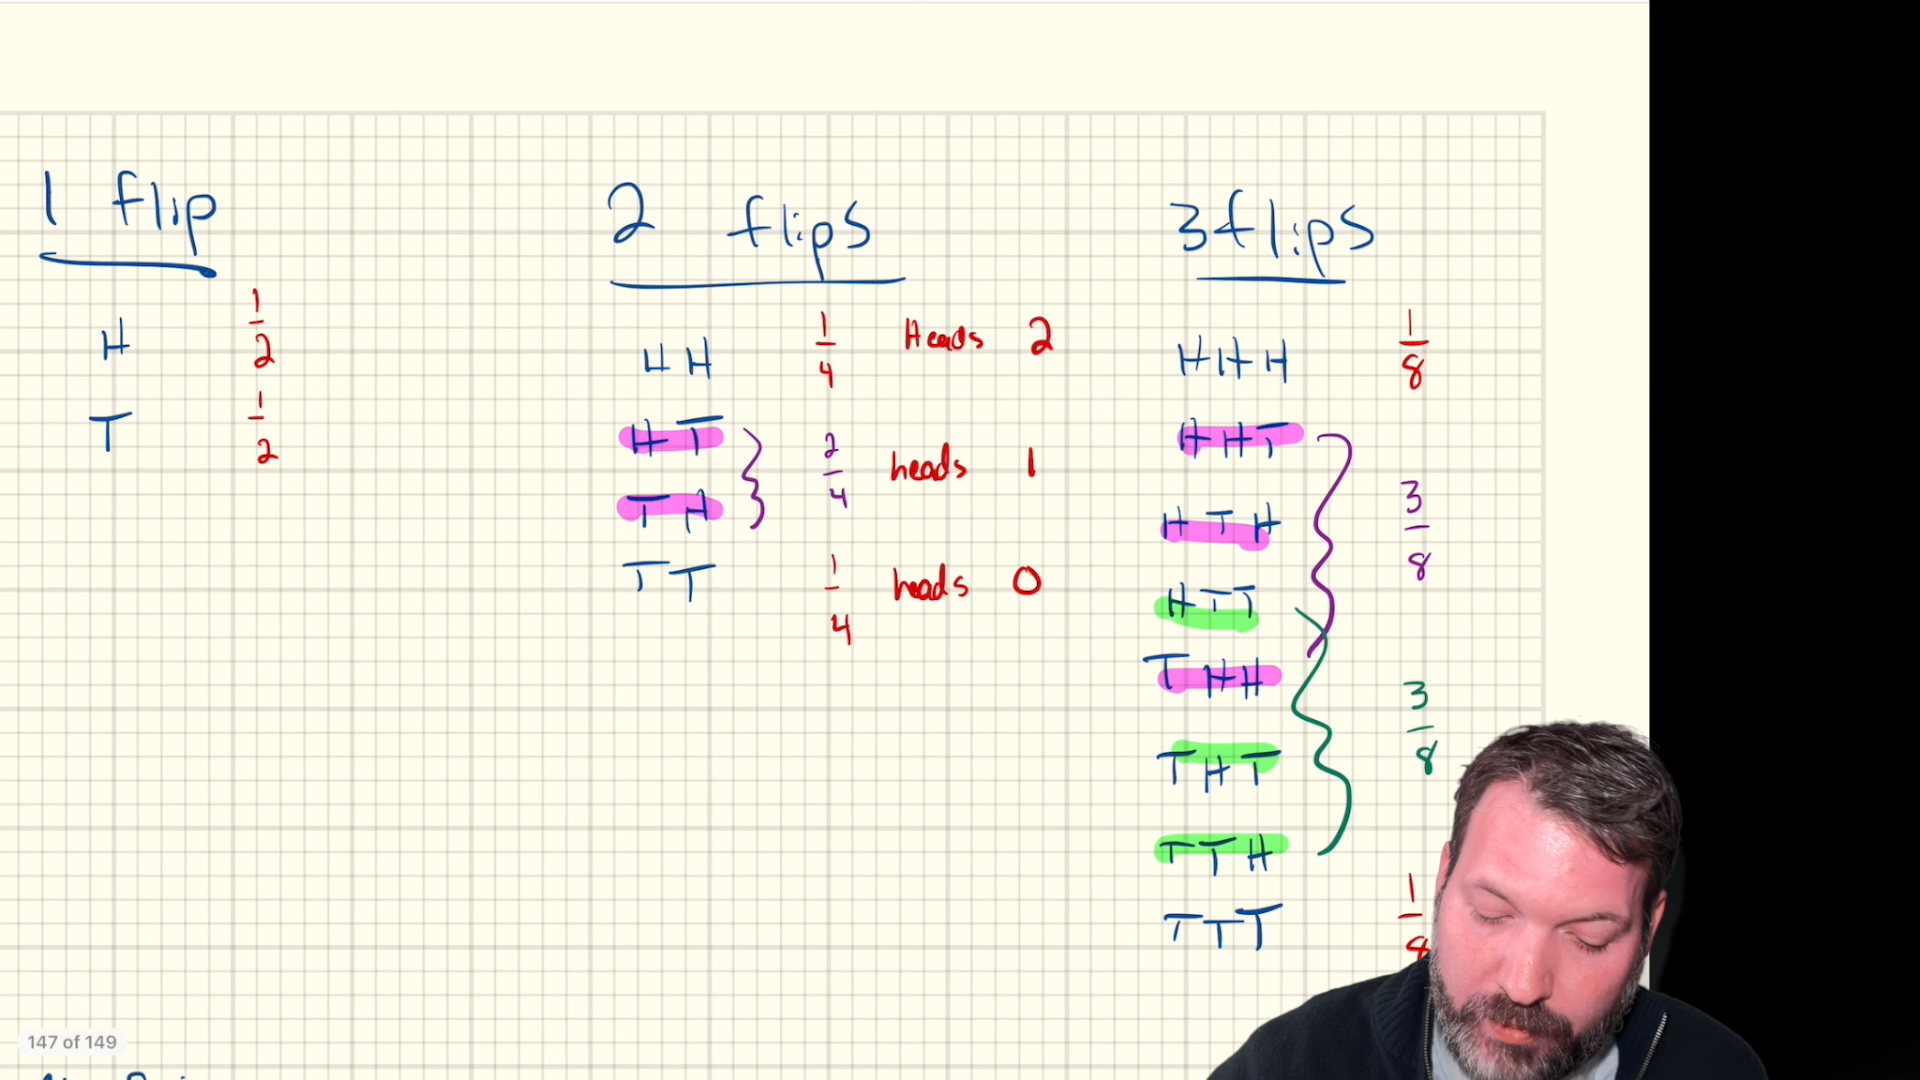 1 flip
H 1/2
T 1/2
2 flips
HH 1/4 Heads 2
HT
2/4 heads 1
TH
TT 1/4 heads 0
3 flips
HHH 1/8
HHT
HTH 3/8
HTT
THH
THT 3/8
TTH
TTT 1/8
147 of 149